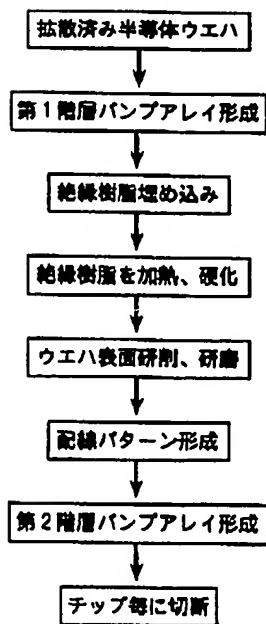 拡散済み半導体ウエハ
第1階層バンプアレイ形成
絶縁樹脂埋め込み
絶縁樹脂を加熱、硬化
ウエハ表面研削、研磨
配線パターン形成
第2階層バンプアレイ形成
チップ毎に切断